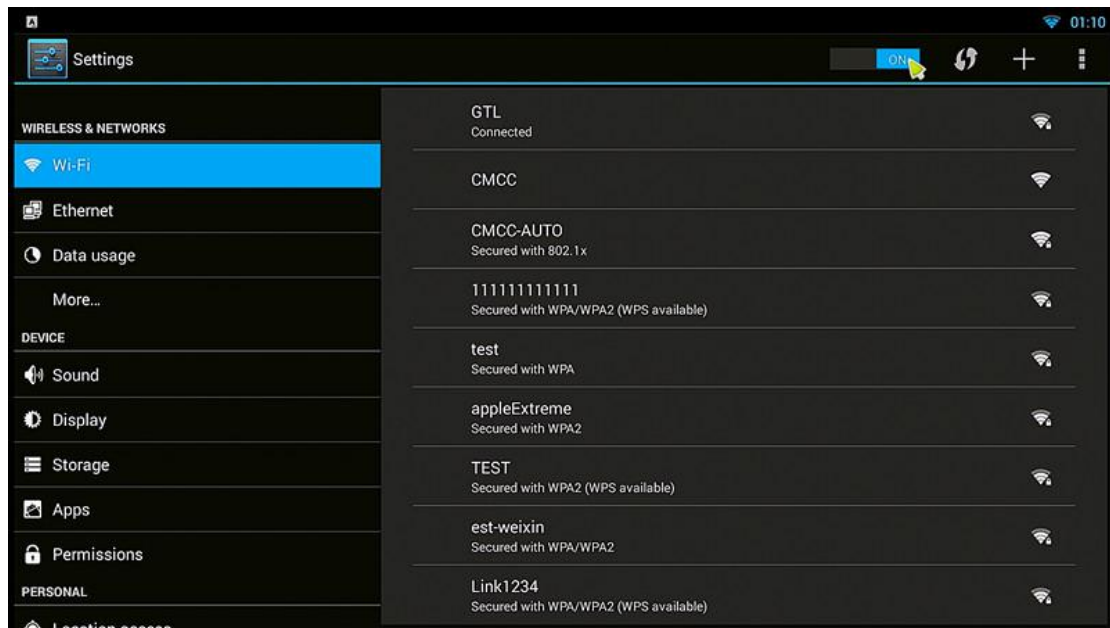 A
01:10
Settings
ON
WIRELESS & NETWORKS
Wi-Fi
Ethernet
Data usage
More...
DEVICE
Sound
Display
Storage
Apps
Permissions
PERSONAL
Location access
GTL
Connected
CMCC
CMCC-AUTO
Secured with 802.1x
111111111111
Secured with WPA/WPA2 (WPS available)
test
Secured with WPA
appleExtreme
Secured with WPA2
TEST
Secured with WPA2 (WPS available)
est-weixin
Secured with WPA/WPA2
Link1234
Secured with WPA/WPA2 (WPS available)